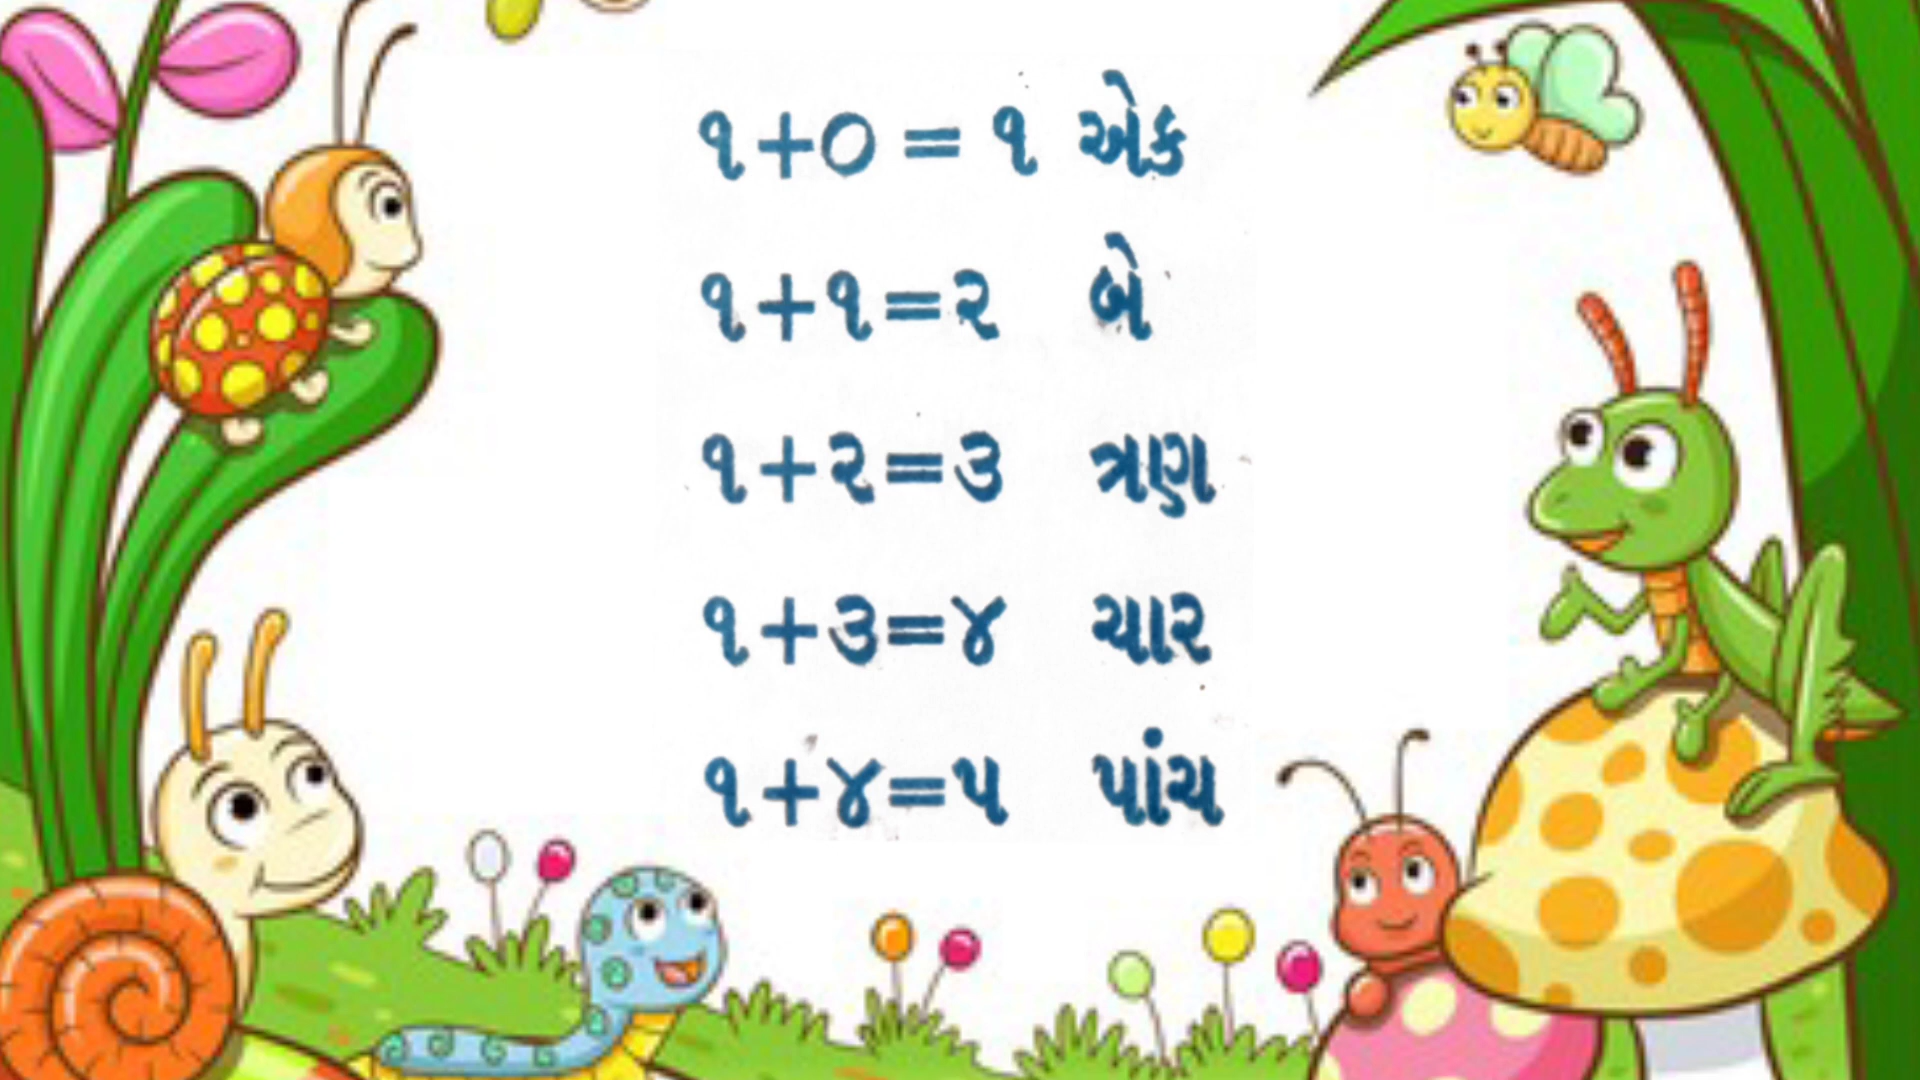 ૧+૦ = ૧ એક
૧+૧=૨ બે
૧+૨=૩ ત્રણ
૧+૩=૪ ચાર
૧+૪=૫ પાંચ